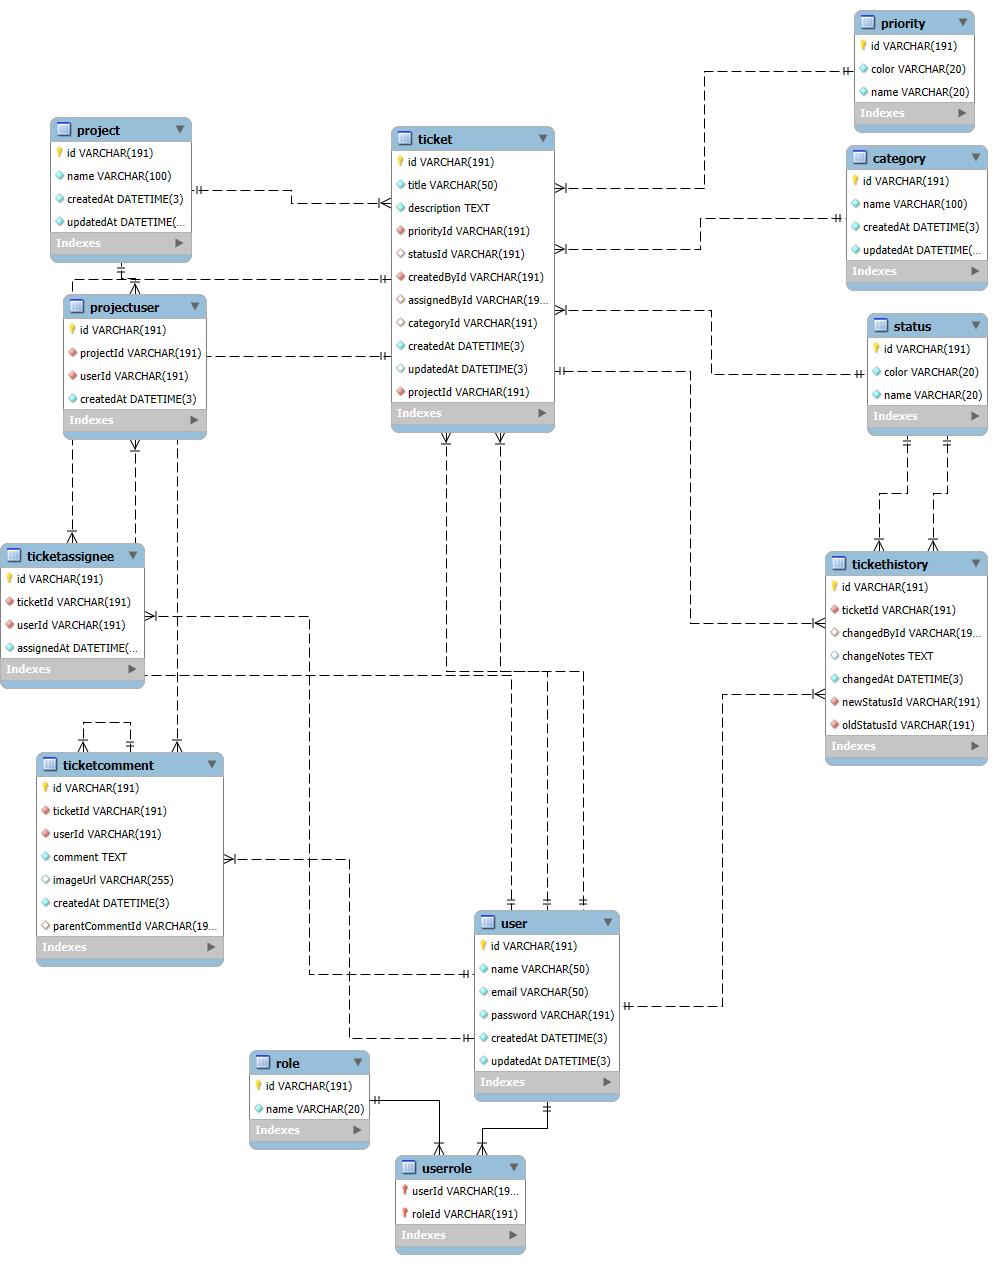 priority
id VARCHAR(191)
color VARCHAR(20)
name VARCHAR(20)
Indexes
project
id VARCHAR(191)
name VARCHAR(100)
createdAt DATETIME(3)
updatedAt DATETIME(...
Indexes
ticket
id VARCHAR(191)
title VARCHAR(50)
description TEXT
priorityId VARCHAR(191)
statusId VARCHAR(191)
createdById VARCHAR(191)
assignedById VARCHAR(19...
categoryId VARCHAR(191)
createdAt DATETIME(3)
updatedAt DATETIME(3)
projectId VARCHAR(191)
Indexes
category
id VARCHAR(191)
name VARCHAR(100)
createdAt DATETIME(3)
updatedAt DATETIME(...
Indexes
projectuser
id VARCHAR(191)
projectId VARCHAR(191)
userId VARCHAR(191)
createdAt DATETIME(3)
Indexes
status
id VARCHAR(191)
color VARCHAR(20)
name VARCHAR(20)
Indexes
ticketassignee
id VARCHAR(191)
ticketId VARCHAR(191)
userId VARCHAR(191)
assignedAt DATETIME(...
Indexes
tickethistory
id VARCHAR(191)
ticketId VARCHAR(191)
changedById VARCHAR(19...
changeNotes TEXT
changedAt DATETIME(3)
newStatusId VARCHAR(191)
oldStatusId VARCHAR(191)
Indexes
ticketcomment
id VARCHAR(191)
ticketId VARCHAR(191)
userId VARCHAR(191)
comment TEXT
imageUrl VARCHAR(255)
createdAt DATETIME(3)
parentCommentId VARCHAR(19...
Indexes
user
id VARCHAR(191)
name VARCHAR(50)
email VARCHAR(50)
password VARCHAR(191)
createdAt DATETIME(3)
updatedAt DATETIME(3)
Indexes
role
id VARCHAR(191)
name VARCHAR(20)
Indexes
userrole
userId VARCHAR(19...
roleId VARCHAR(191)
Indexes